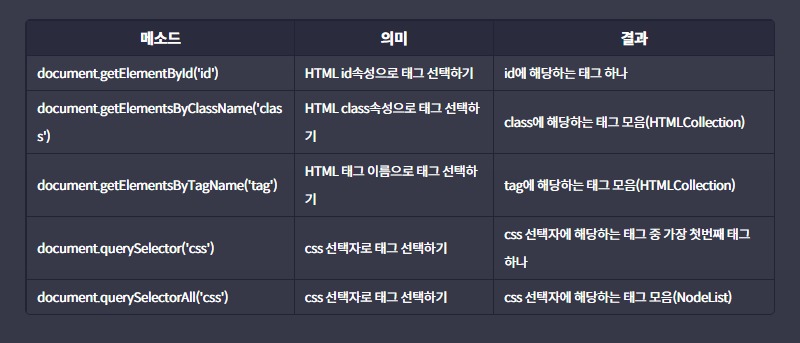 메소드 의미 결과
document.getElementById('id') HTML id속성으로 태그 선택하기 id에 해당하는 태그 하나
document.getElementsByClassName('clas
s')
HTML class속성으로 태그 선택하
기
class에 해당하는 태그 모음(HTMLCollection)
document.getElementsByTagName('tag')
HTML 태그 이름으로 태그 선택하
기
tag에 해당하는 태그 모음(HTMLCollection)
document.querySelector('css')
css 선택자로 태그 선택하기
css 선택자에 해당하는 태그 중 가장 첫번째 태그
하나
document.querySelectorAll('css') css 선택자로 태그 선택하기 css 선택자에 해당하는 태그 모음(NodeList)